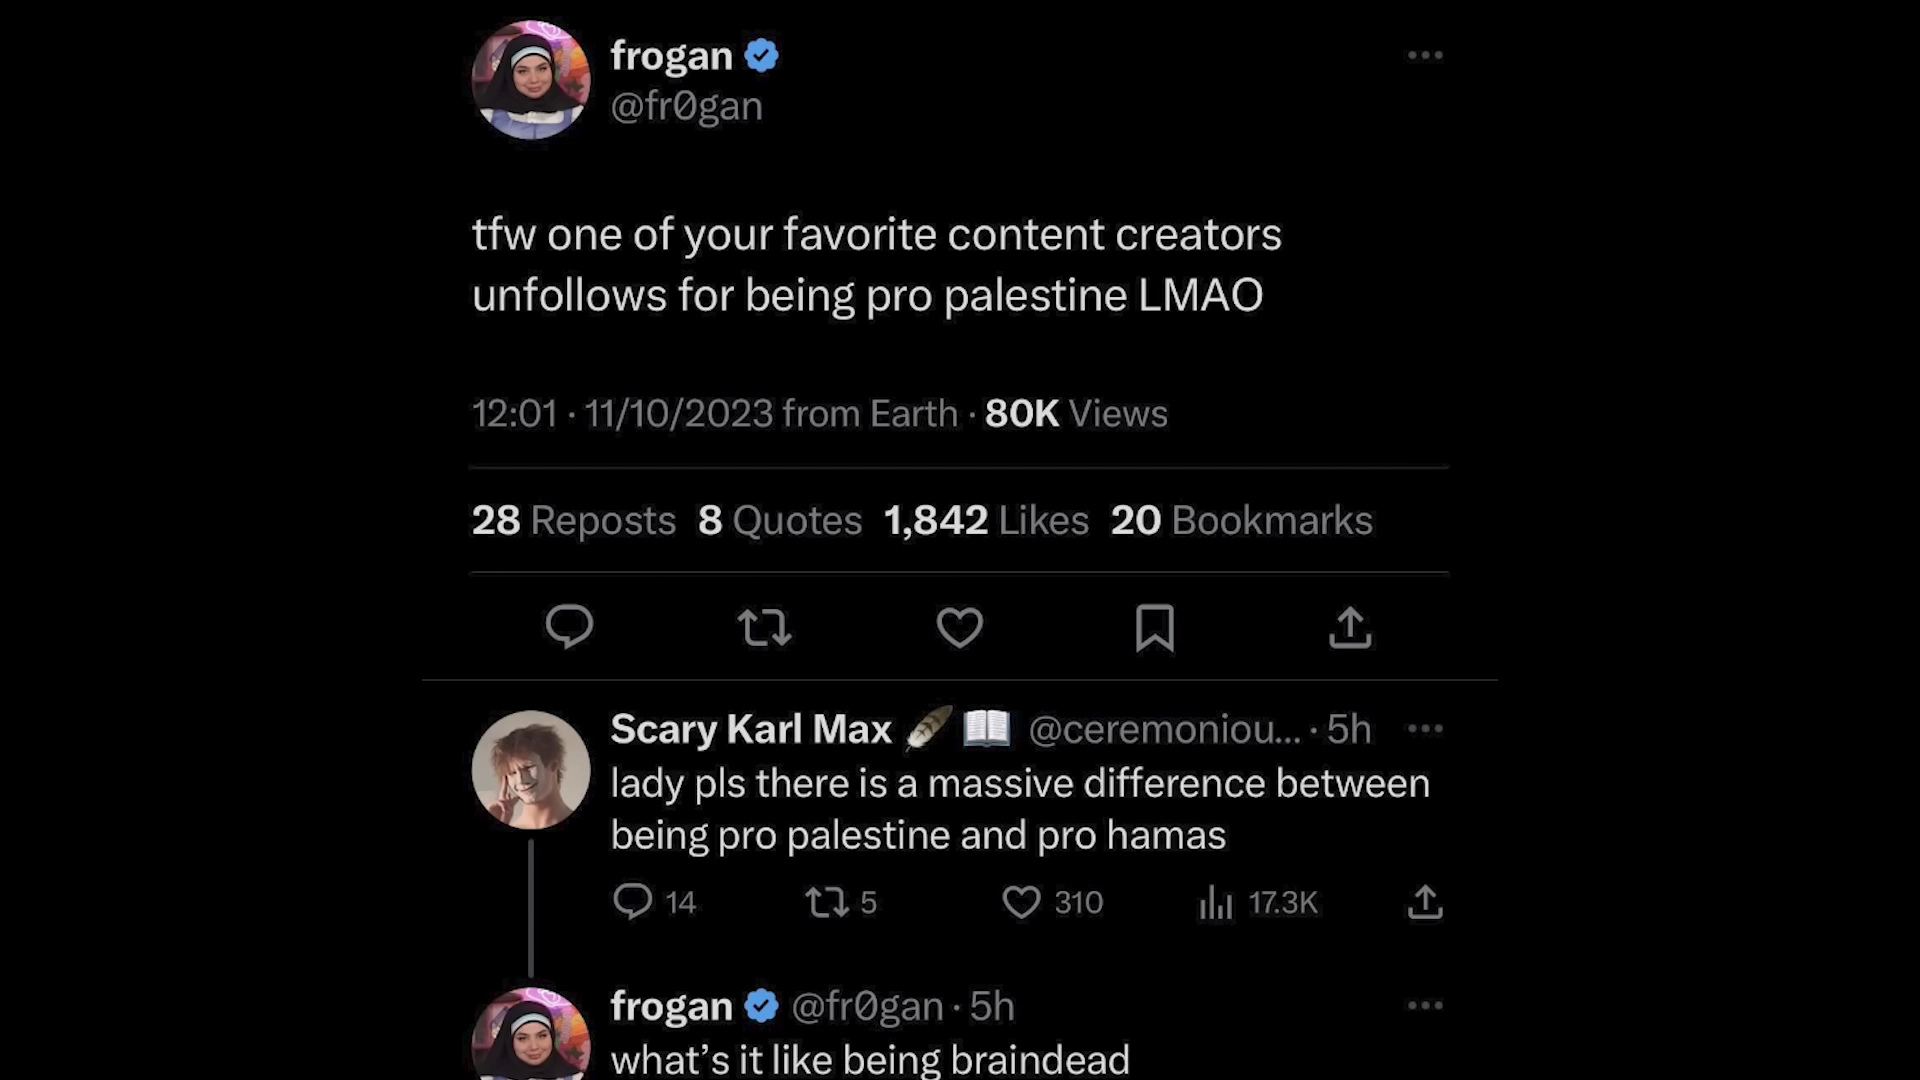 frogan
@fr0gan
tfw one of your favorite content creators
unfollows for being pro palestine LMAO
12:01 · 11/10/2023 from Earth · 80K Views
28 Reposts 8 Quotes 1,842 Likes 20 Bookmarks
Scary Karl Max 🪶📖 @ceremoniou... · 5h
lady pls there is a massive difference between
being pro palestine and pro hamas
14 5 310 17.3K
frogan @fr0gan · 5h
what's it like being braindead